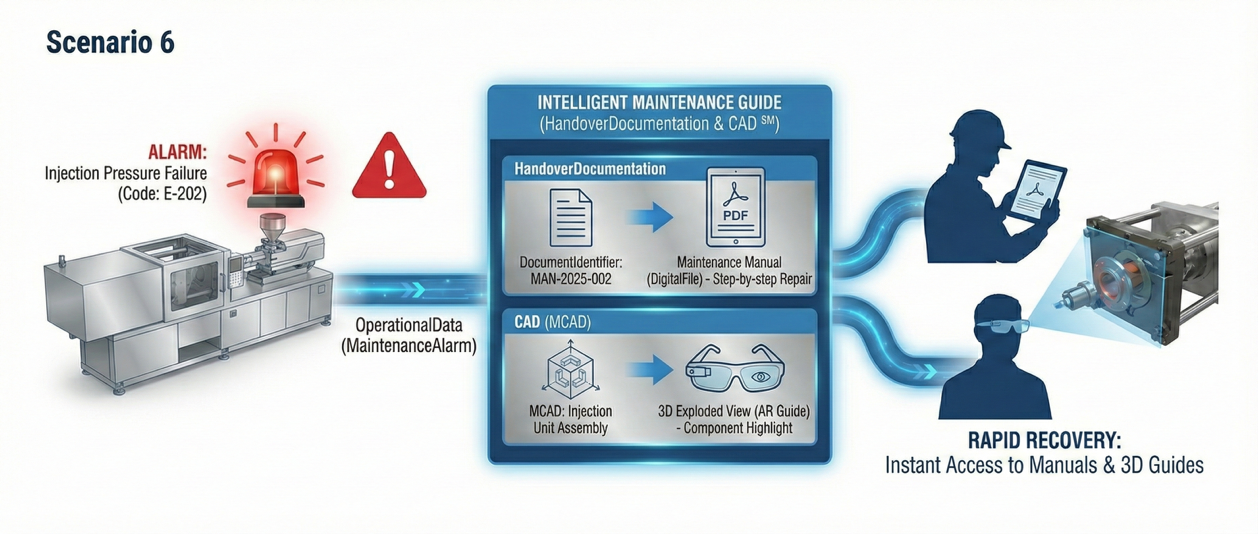 Scenario 6
ALARM:
Injection Pressure Failure
(Code: E-202)
OperationalData
(MaintenanceAlarm)
INTELLIGENT MAINTENANCE GUIDE
(HandoverDocumentation & CAD ℠)
HandoverDocumentation
PDF
DocumentIdentifier:
MAN-2025-002
Maintenance Manual
(DigitalFile) - Step-by-step Repair
CAD (MCAD)
MCAD: Injection
Unit Assembly
3D Exploded View (AR Guide)
- Component Highlight
RAPID RECOVERY:
Instant Access to Manuals & 3D Guides